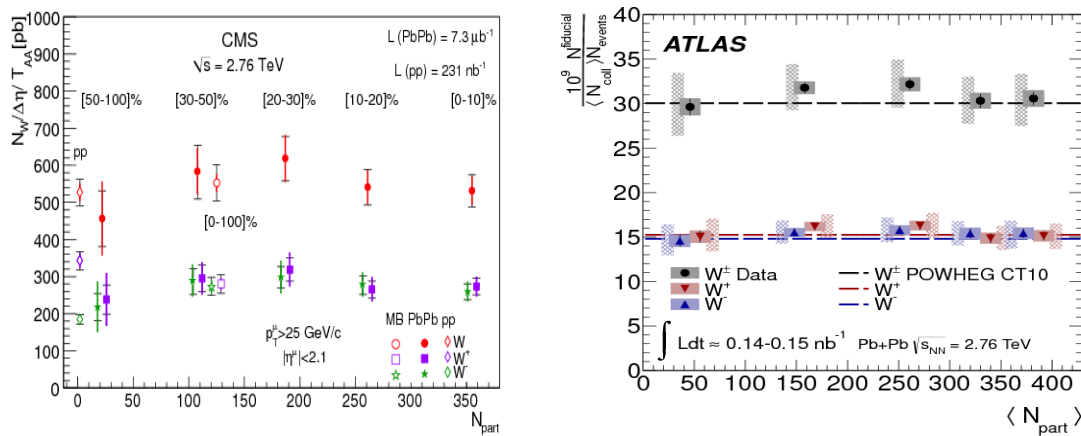 N_W/Δη/ T_AA [pb]
1000
900
800
700
600
500
400
300
200
100
0
CMS
√s = 2.76 TeV
L (PbPb) = 7.3 μb⁻¹
L (pp) = 231 nb⁻¹
[50-100]% [30-50]% [20-30]% [10-20]% [0-10]%
pp
[0-100]%
p_T^μ>25 GeV/c
|η^μ|<2.1
MB PbPb pp
W
W⁺
W⁻
0 50 100 150 200 250 300 350
N_part
10⁹ N^fiducial
⟨ N_coll ⟩ N_events
40
35
30
25
20
15
10
5
0
ATLAS
W^± Data
W⁺
W⁻
W^± POWHEG CT10
W⁺
W⁻
∫ Ldt ≈ 0.14-0.15 nb⁻¹ Pb+Pb √s_NN = 2.76 TeV
0 50 100 150 200 250 300 350 400
⟨ N_part ⟩